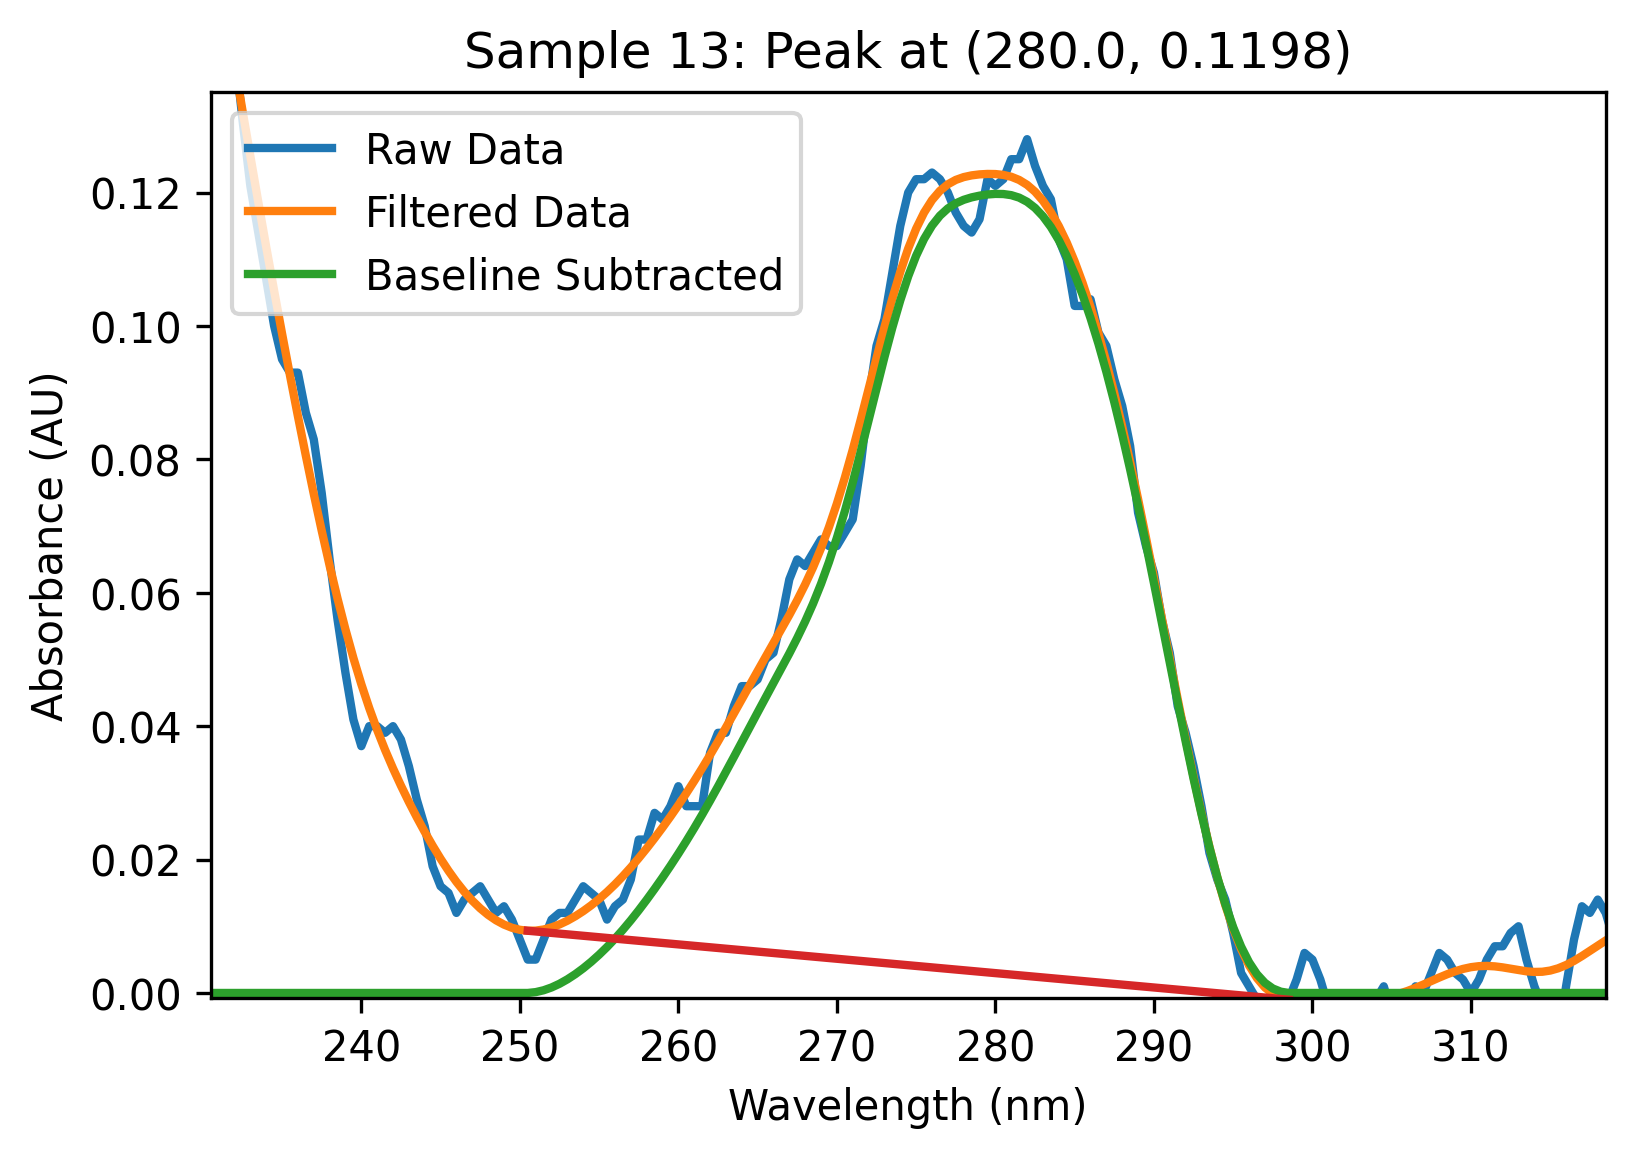 Sample 13: Peak at (280.0, 0.1198)
Raw Data
Filtered Data
Baseline Subtracted
Absorbance (AU)
0.12
0.10
0.08
0.06
0.04
0.02
0.00
240 250 260 270 280 290 300 310
Wavelength (nm)